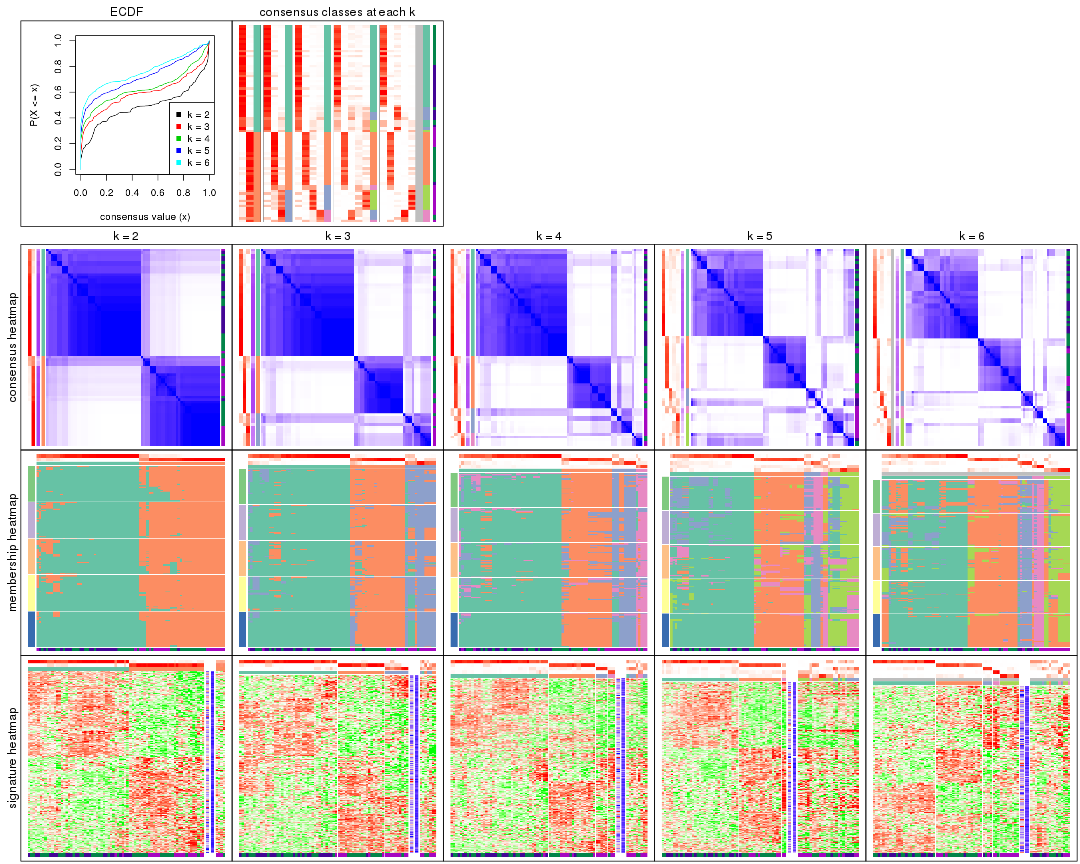 ECDF
consensus classes at each k
P(X <= x)
0.0 0.2 0.4 0.6 0.8 1.0
k = 2
k = 3
k = 4
k = 5
k = 6
0.0 0.2 0.4 0.6 0.8 1.0
consensus value (x)
k = 2
k = 3
k = 4
k = 5
k = 6
consensus heatmap
membership heatmap
signature heatmap